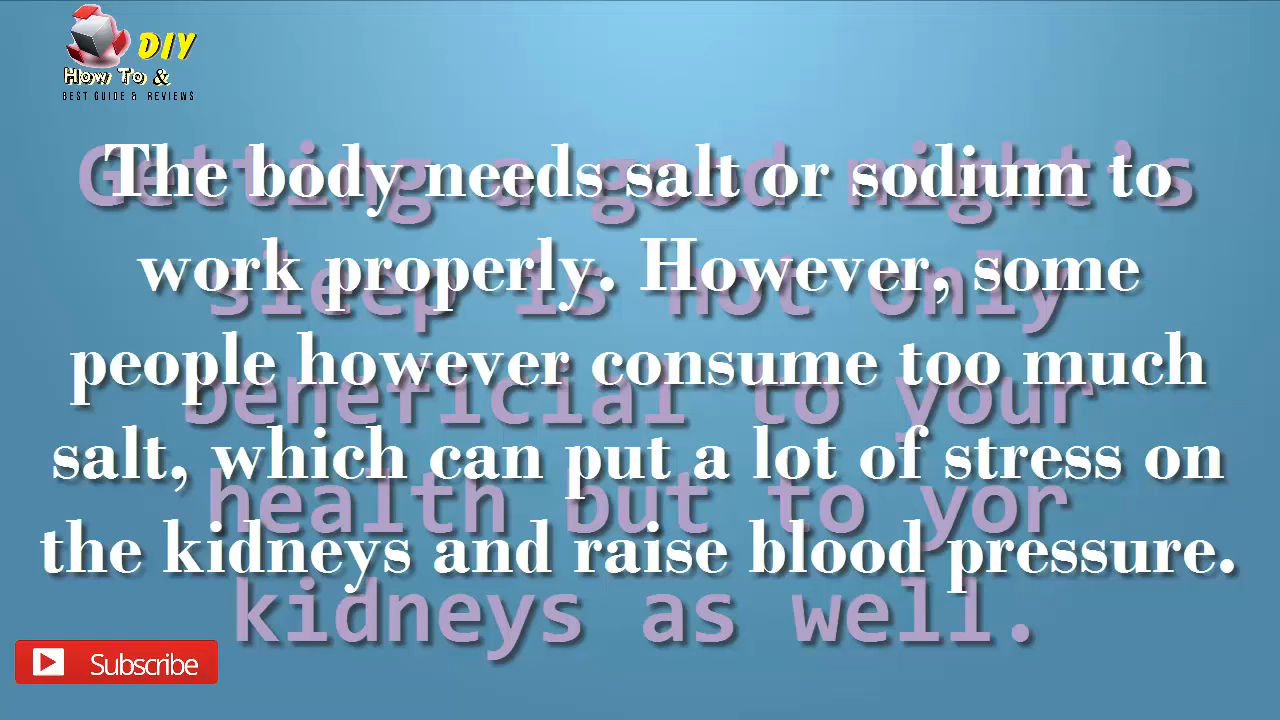 DIY
How To &
BEST GUIDE & REVIEWS
The body needs salt or sodium to
work properly. However, some
people however consume too much
salt, which can put a lot of stress on
the kidneys and raise blood pressure.
Getting a good night's
sleep is not only
beneficial to your
health but to yor
kidneys as well.
Subscribe